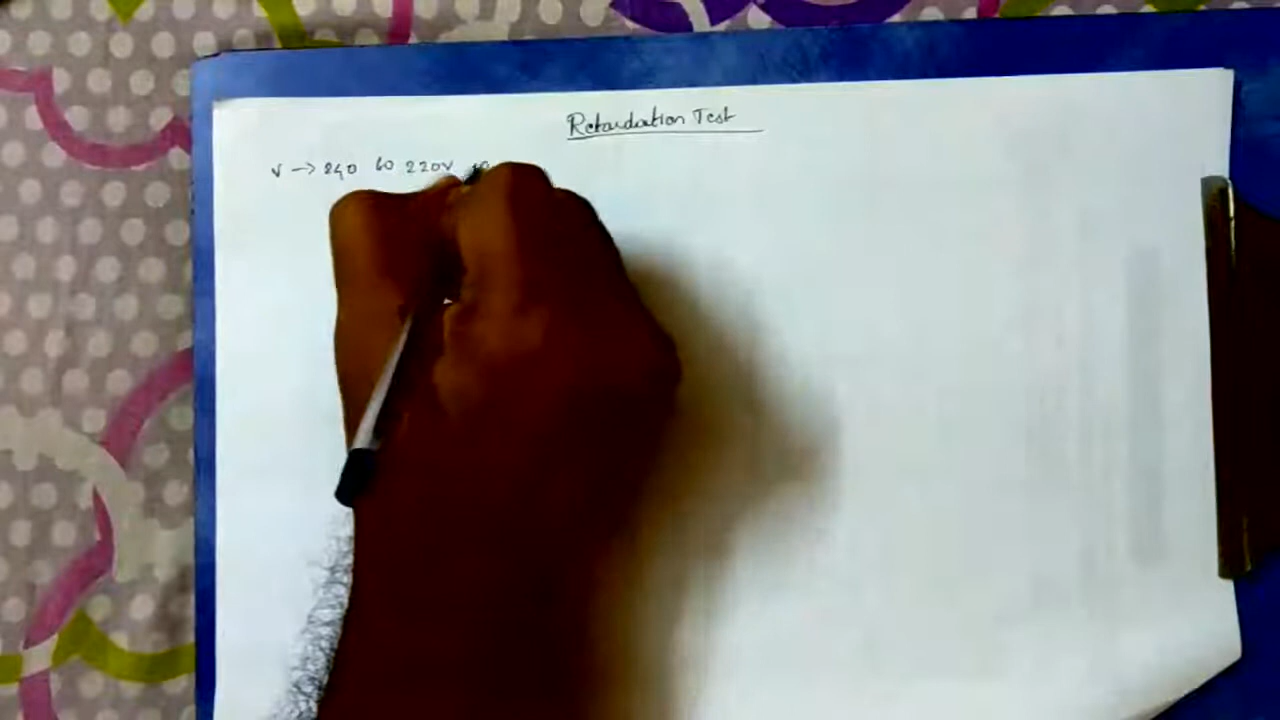 Retardation Test
V → 240 to 220V